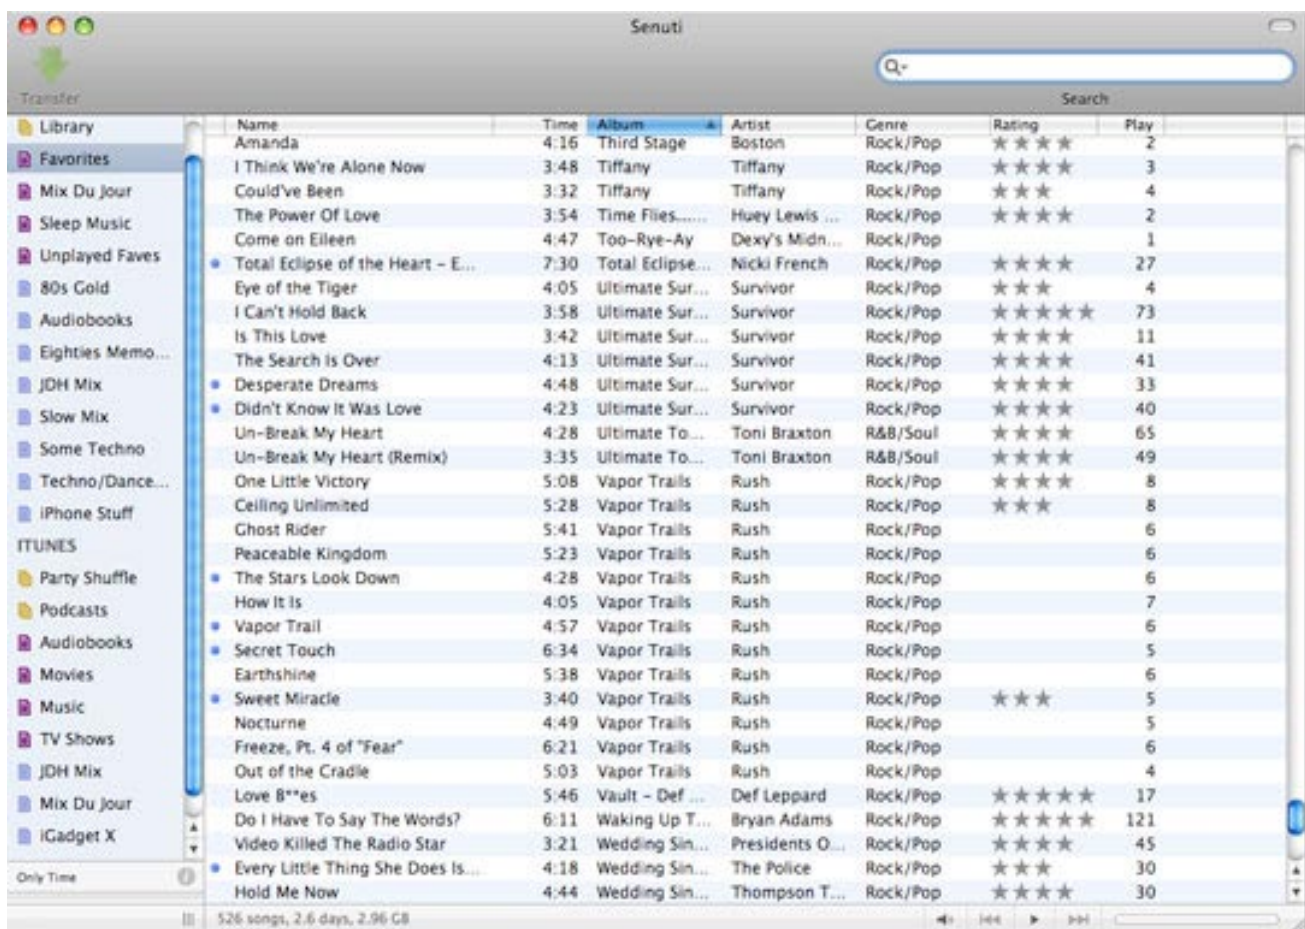 Senuti
Transfer
Search
Library
Favorites
Mix Du Jour
Sleep Music
Unplayed Faves
80s Gold
Audiobooks
Eighties Memo...
JDH Mix
Slow Mix
Some Techno
Techno/Dance...
iPhone Stuff
ITUNES
Party Shuffle
Podcasts
Audiobooks
Movies
Music
TV Shows
JDH Mix
Mix Du Jour
iGadget X
Only Time
Name Time Album Artist Genre Rating Play
Amanda 4:16 Third Stage Boston Rock/Pop ★★★★ 2
I Think We're Alone Now 3:48 Tiffany Tiffany Rock/Pop ★★★★ 3
Could've Been 3:32 Tiffany Tiffany Rock/Pop ★★★ 4
The Power Of Love 3:54 Time Flies...... Huey Lewis ... Rock/Pop ★★★★ 2
Come on Eileen 4:47 Too-Rye-Ay Dexy's Midn... Rock/Pop 1
Total Eclipse of the Heart – E... 7:30 Total Eclipse... Nicki French Rock/Pop ★★★★ 27
Eye of the Tiger 4:05 Ultimate Sur... Survivor Rock/Pop ★★★ 4
I Can't Hold Back 3:58 Ultimate Sur... Survivor Rock/Pop ★★★★★ 73
Is This Love 3:42 Ultimate Sur... Survivor Rock/Pop ★★★★ 11
The Search Is Over 4:13 Ultimate Sur... Survivor Rock/Pop ★★★★ 41
Desperate Dreams 4:48 Ultimate Sur... Survivor Rock/Pop ★★★★ 33
Didn't Know It Was Love 4:23 Ultimate Sur... Survivor Rock/Pop ★★★★ 40
Un-Break My Heart 4:28 Ultimate To... Toni Braxton R&B/Soul ★★★★ 65
Un-Break My Heart (Remix) 3:35 Ultimate To... Toni Braxton R&B/Soul ★★★★ 49
One Little Victory 5:08 Vapor Trails Rush Rock/Pop ★★★★ 8
Ceiling Unlimited 5:28 Vapor Trails Rush Rock/Pop ★★★ 8
Ghost Rider 5:41 Vapor Trails Rush Rock/Pop 6
Peaceable Kingdom 5:23 Vapor Trails Rush Rock/Pop 6
The Stars Look Down 4:28 Vapor Trails Rush Rock/Pop 6
How It Is 4:05 Vapor Trails Rush Rock/Pop 7
Vapor Trail 4:57 Vapor Trails Rush Rock/Pop 6
Secret Touch 6:34 Vapor Trails Rush Rock/Pop 5
Earthshine 5:38 Vapor Trails Rush Rock/Pop 6
Sweet Miracle 3:40 Vapor Trails Rush Rock/Pop ★★★ 5
Nocturne 4:49 Vapor Trails Rush Rock/Pop 5
Freeze, Pt. 4 of "Fear" 6:21 Vapor Trails Rush Rock/Pop 6
Out of the Cradle 5:03 Vapor Trails Rush Rock/Pop 4
Love B**es 5:46 Vault – Def ... Def Leppard Rock/Pop ★★★★★ 17
Do I Have To Say The Words? 6:11 Waking Up T... Bryan Adams Rock/Pop ★★★★★ 121
Video Killed The Radio Star 3:21 Wedding Sin... Presidents O... Rock/Pop ★★★★ 45
Every Little Thing She Does Is... 4:18 Wedding Sin... The Police Rock/Pop ★★★ 30
Hold Me Now 4:44 Wedding Sin... Thompson T... Rock/Pop ★★★★ 30
526 songs, 2.6 days, 2.96 GB